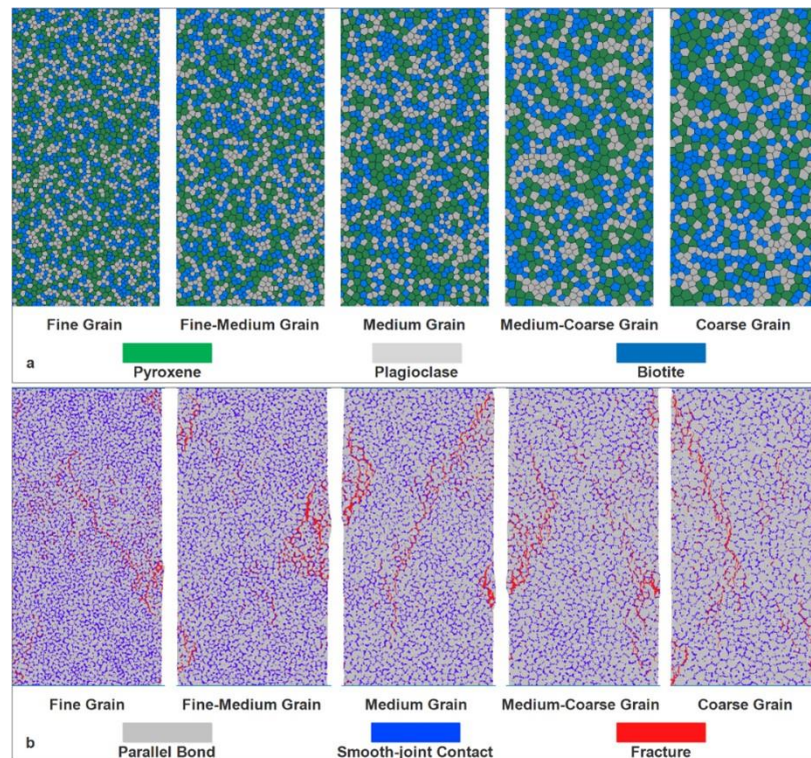 Fine Grain Fine-Medium Grain Medium Grain Medium-Coarse Grain Coarse Grain
a Pyroxene Plagioclase Biotite
Fine Grain Fine-Medium Grain Medium Grain Medium-Coarse Grain Coarse Grain
b Parallel Bond Smooth-joint Contact Fracture